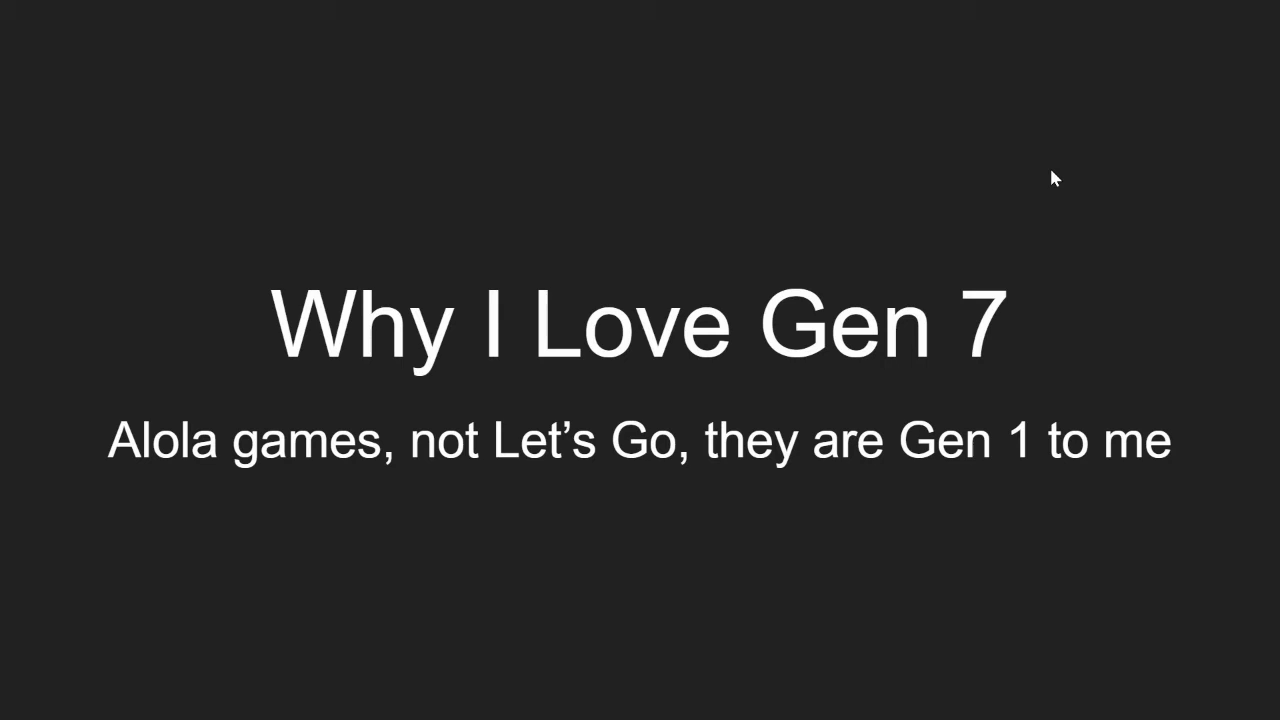 Why I Love Gen 7
Alola games, not Let’s Go, they are Gen 1 to me